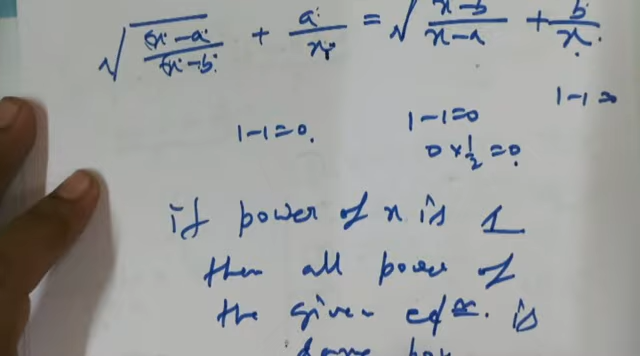 √(x-a/x-b) + a/x = √(x-b/x-a) + b/x
1-1=0
1-1=0.
1-1=0
0×1/2=0.
if power of x is 1
then all power of
the given eqn. is